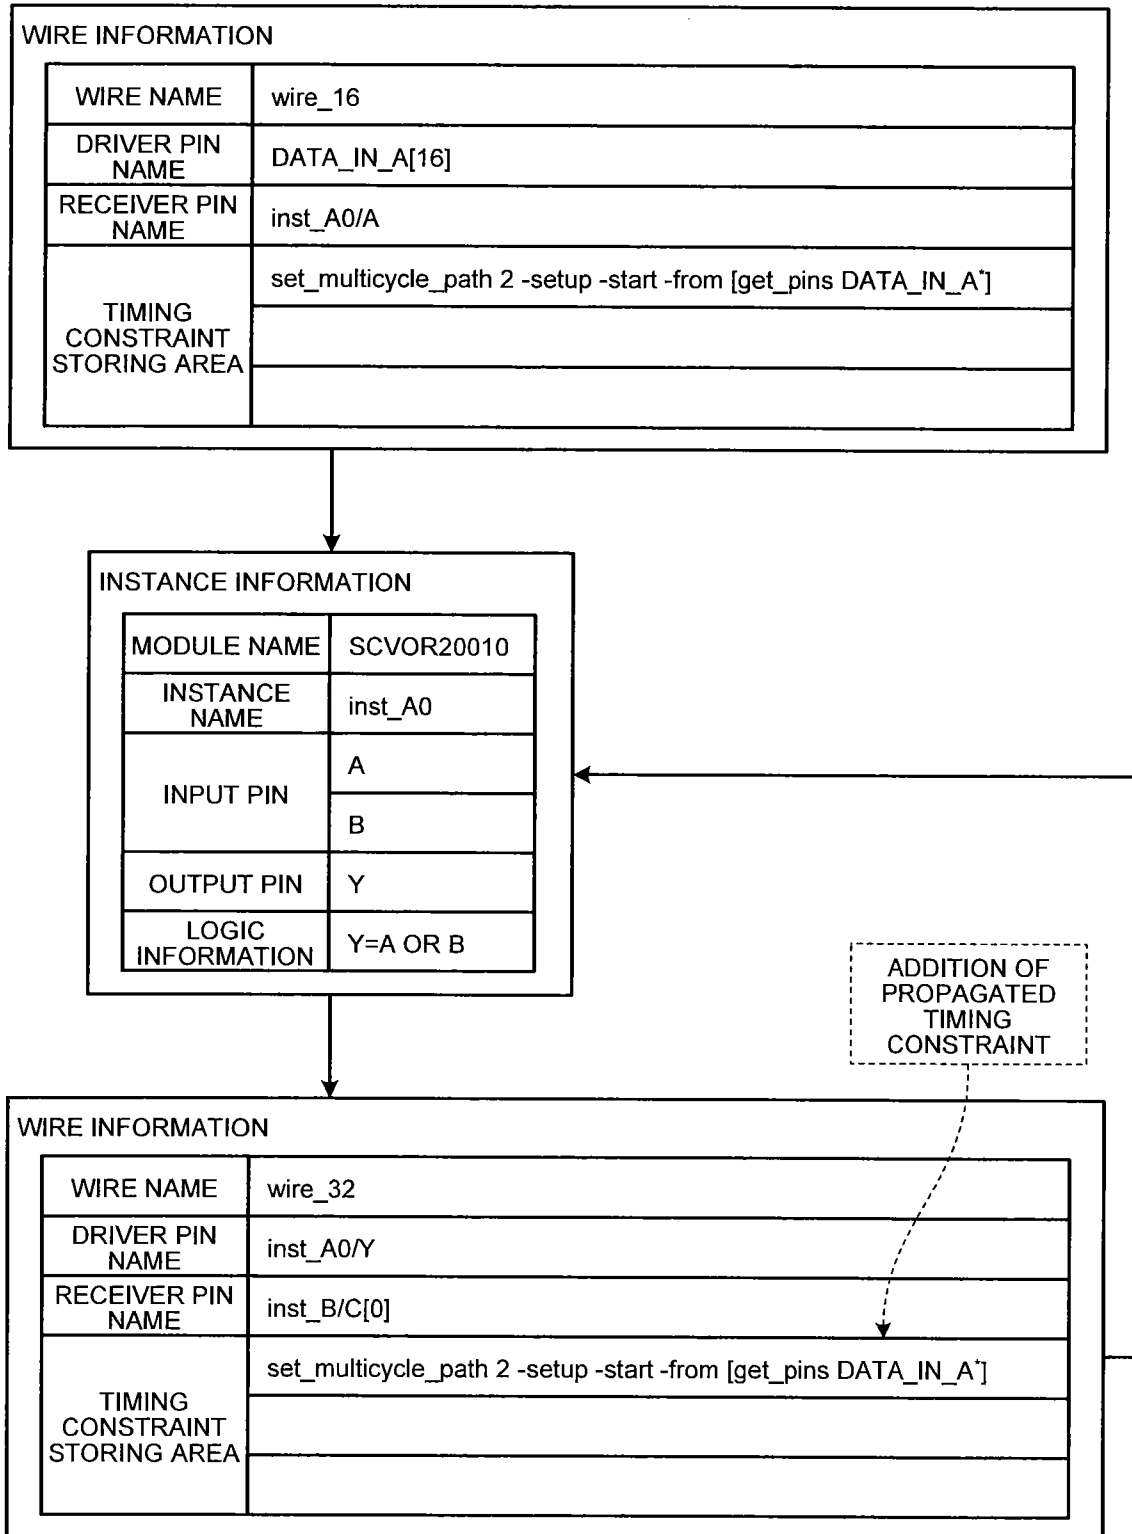 WIRE INFORMATION
WIRE NAME
wire_16
DRIVER PIN
NAME
DATA_IN_A[16]
RECEIVER PIN
NAME
inst_A0/A
TIMING
CONSTRAINT
STORING AREA
set_multicycle_path 2 -setup -start -from [get_pins DATA_IN_A*]
INSTANCE INFORMATION
MODULE NAME
SCVOR20010
INSTANCE
NAME
inst_A0
INPUT PIN
A
B
OUTPUT PIN
Y
LOGIC
INFORMATION
Y=A OR B
ADDITION OF
PROPAGATED
TIMING
CONSTRAINT
WIRE INFORMATION
WIRE NAME
wire_32
DRIVER PIN
NAME
inst_A0/Y
RECEIVER PIN
NAME
inst_B/C[0]
TIMING
CONSTRAINT
STORING AREA
set_multicycle_path 2 -setup -start -from [get_pins DATA_IN_A*]